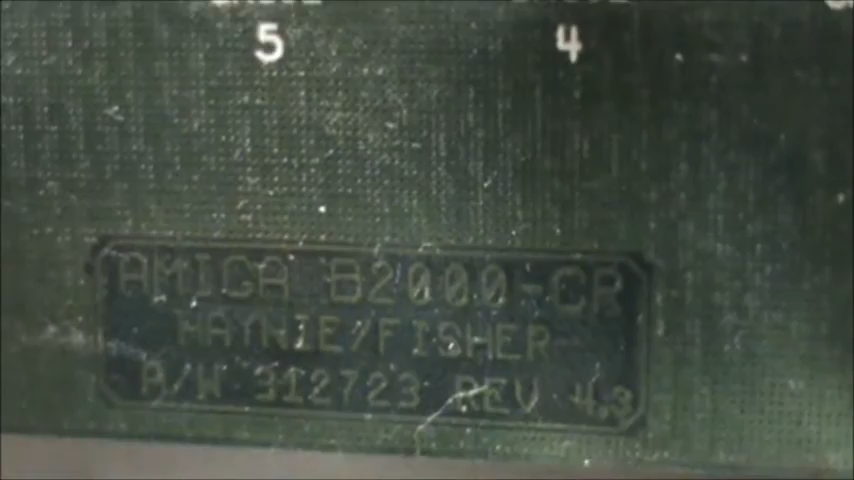 5 4
AMIGA B2000-CR
HAYNIE/FISHER
A/W 312723 REV 4.3